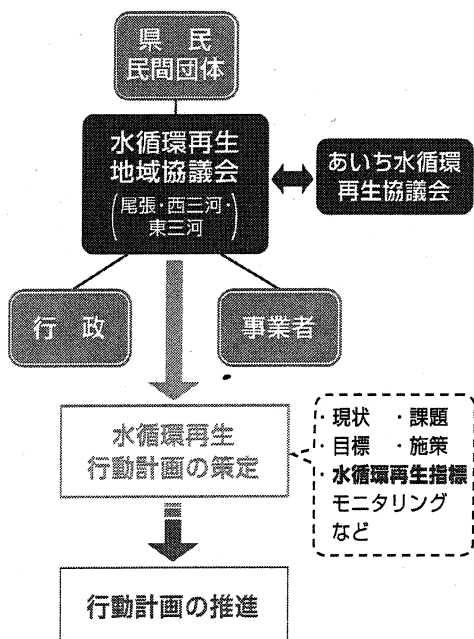 県　民
民間団体
水循環再生
地域協議会
(尾張・西三河・
東三河)
あいち水循環
再生協議会
行　政
事業者
水循環再生
行動計画の策定
・現状　・課題
・目標　・施策
・水循環再生指標
モニタリング
など
行動計画の推進